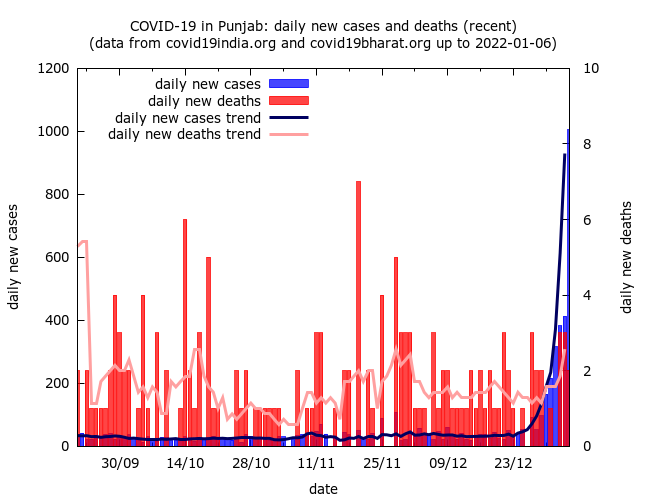 COVID-19 in Punjab: daily new cases and deaths (recent)
(data from covid19india.org and covid19bharat.org up to 2022-01-06)
daily new cases
daily new deaths
daily new cases trend
daily new deaths trend
1200
1000
800
600
400
200
0
10
8
6
4
2
0
daily new cases
daily new deaths
30/09 14/10 28/10 11/11 25/11 09/12 23/12
date